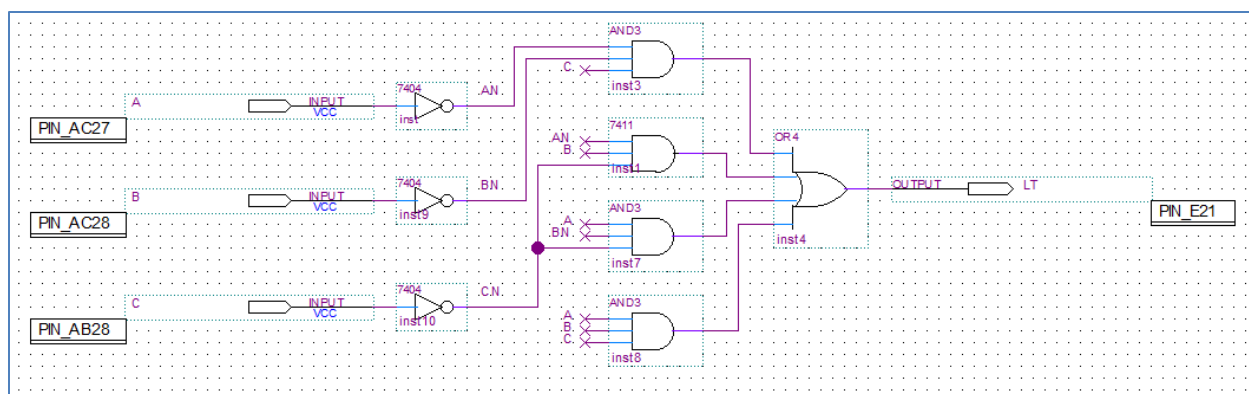 AND3
C
inst3
A
INPUT
VCC
7404
inst
AN
PIN_AC27
7411
AN
B
inst1
OR4
inst4
B
INPUT
VCC
7404
inst9
BN
PIN_AC28
OUTPUT
LT
PIN_E21
AND3
A
BN
inst7
C
INPUT
VCC
7404
inst10
CN
PIN_AB28
AND3
A
B
C
inst8